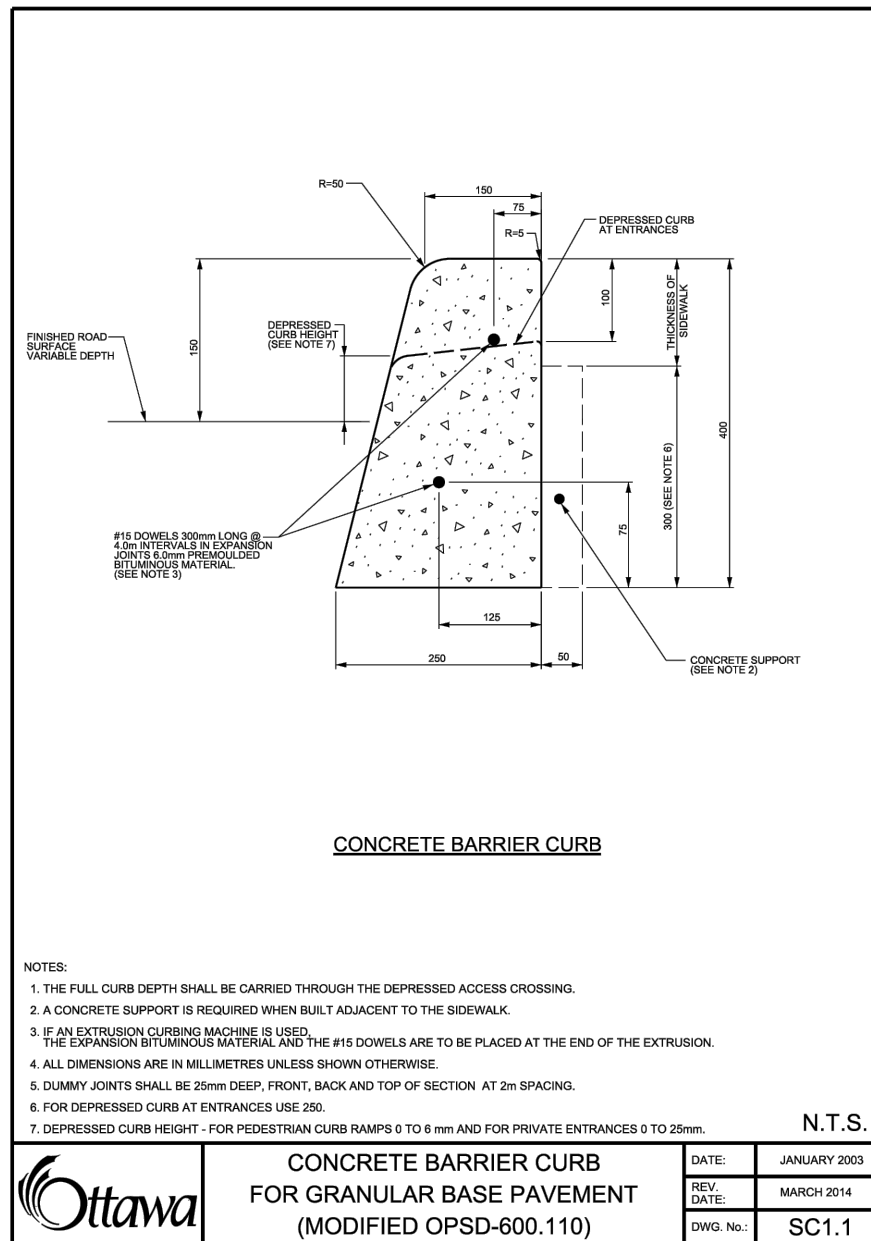 R=50
150
75
R=5
DEPRESSED CURB
AT ENTRANCES
FINISHED ROAD
SURFACE
VARIABLE DEPTH
150
DEPRESSED
CURB HEIGHT
(SEE NOTE 7)
100
THICKNESS OF
SIDEWALK
400
300 (SEE NOTE 6)
75
#15 DOWELS 300mm LONG @
4.0m INTERVALS IN EXPANSION
JOINTS 6.0mm PREMOULDED
BITUMINOUS MATERIAL.
(SEE NOTE 3)
125
250
50
CONCRETE SUPPORT
(SEE NOTE 2)
CONCRETE BARRIER CURB
NOTES:
1. THE FULL CURB DEPTH SHALL BE CARRIED THROUGH THE DEPRESSED ACCESS CROSSING.
2. A CONCRETE SUPPORT IS REQUIRED WHEN BUILT ADJACENT TO THE SIDEWALK.
3. IF AN EXTRUSION CURBING MACHINE IS USED,
THE EXPANSION BITUMINOUS MATERIAL AND THE #15 DOWELS ARE TO BE PLACED AT THE END OF THE EXTRUSION.
4. ALL DIMENSIONS ARE IN MILLIMETRES UNLESS SHOWN OTHERWISE.
5. DUMMY JOINTS SHALL BE 25mm DEEP, FRONT, BACK AND TOP OF SECTION AT 2m SPACING.
6. FOR DEPRESSED CURB AT ENTRANCES USE 250.
7. DEPRESSED CURB HEIGHT - FOR PEDESTRIAN CURB RAMPS 0 TO 6 mm AND FOR PRIVATE ENTRANCES 0 TO 25mm.
N.T.S.
Ottawa
CONCRETE BARRIER CURB
FOR GRANULAR BASE PAVEMENT
(MODIFIED OPSD-600.110)
DATE: JANUARY 2003
REV.
DATE: MARCH 2014
DWG. No.: SC1.1